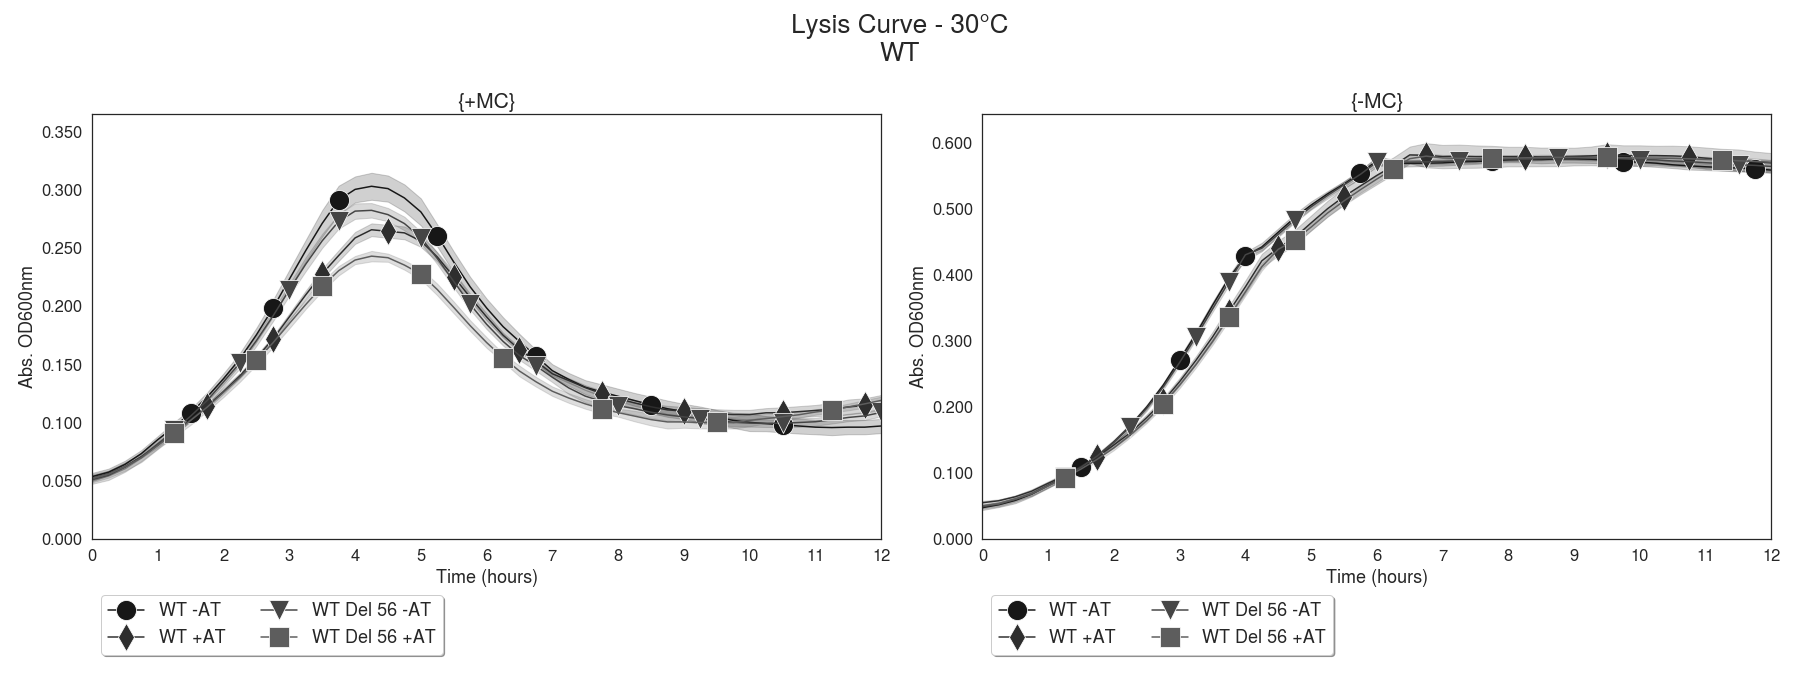 Lysis Curve - 30°C
WT
{+MC}
0.350
0.300
0.250
0.200
0.150
0.100
0.050
0.000
Abs. OD600nm
0 1 2 3 4 5 6 7 8 9 10 11 12
Time (hours)
WT -AT WT Del 56 -AT
WT +AT WT Del 56 +AT
{-MC}
0.600
0.500
0.400
0.300
0.200
0.100
0.000
Abs. OD600nm
0 1 2 3 4 5 6 7 8 9 10 11 12
Time (hours)
WT -AT WT Del 56 -AT
WT +AT WT Del 56 +AT